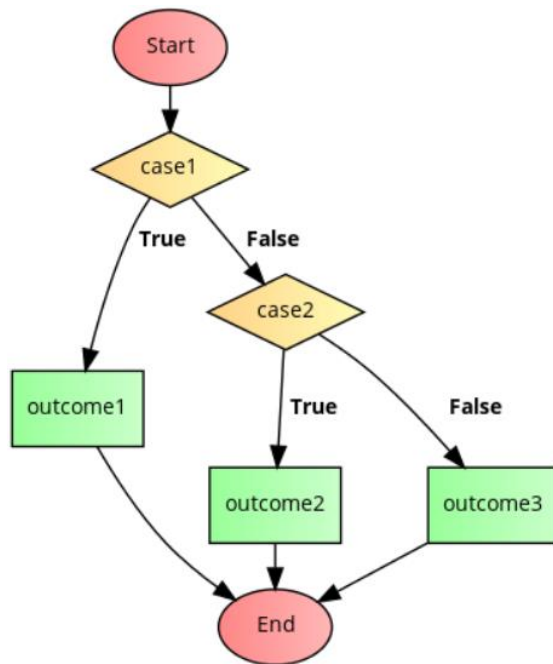 Start
case1
True
False
case2
outcome1
True
False
outcome2
outcome3
End